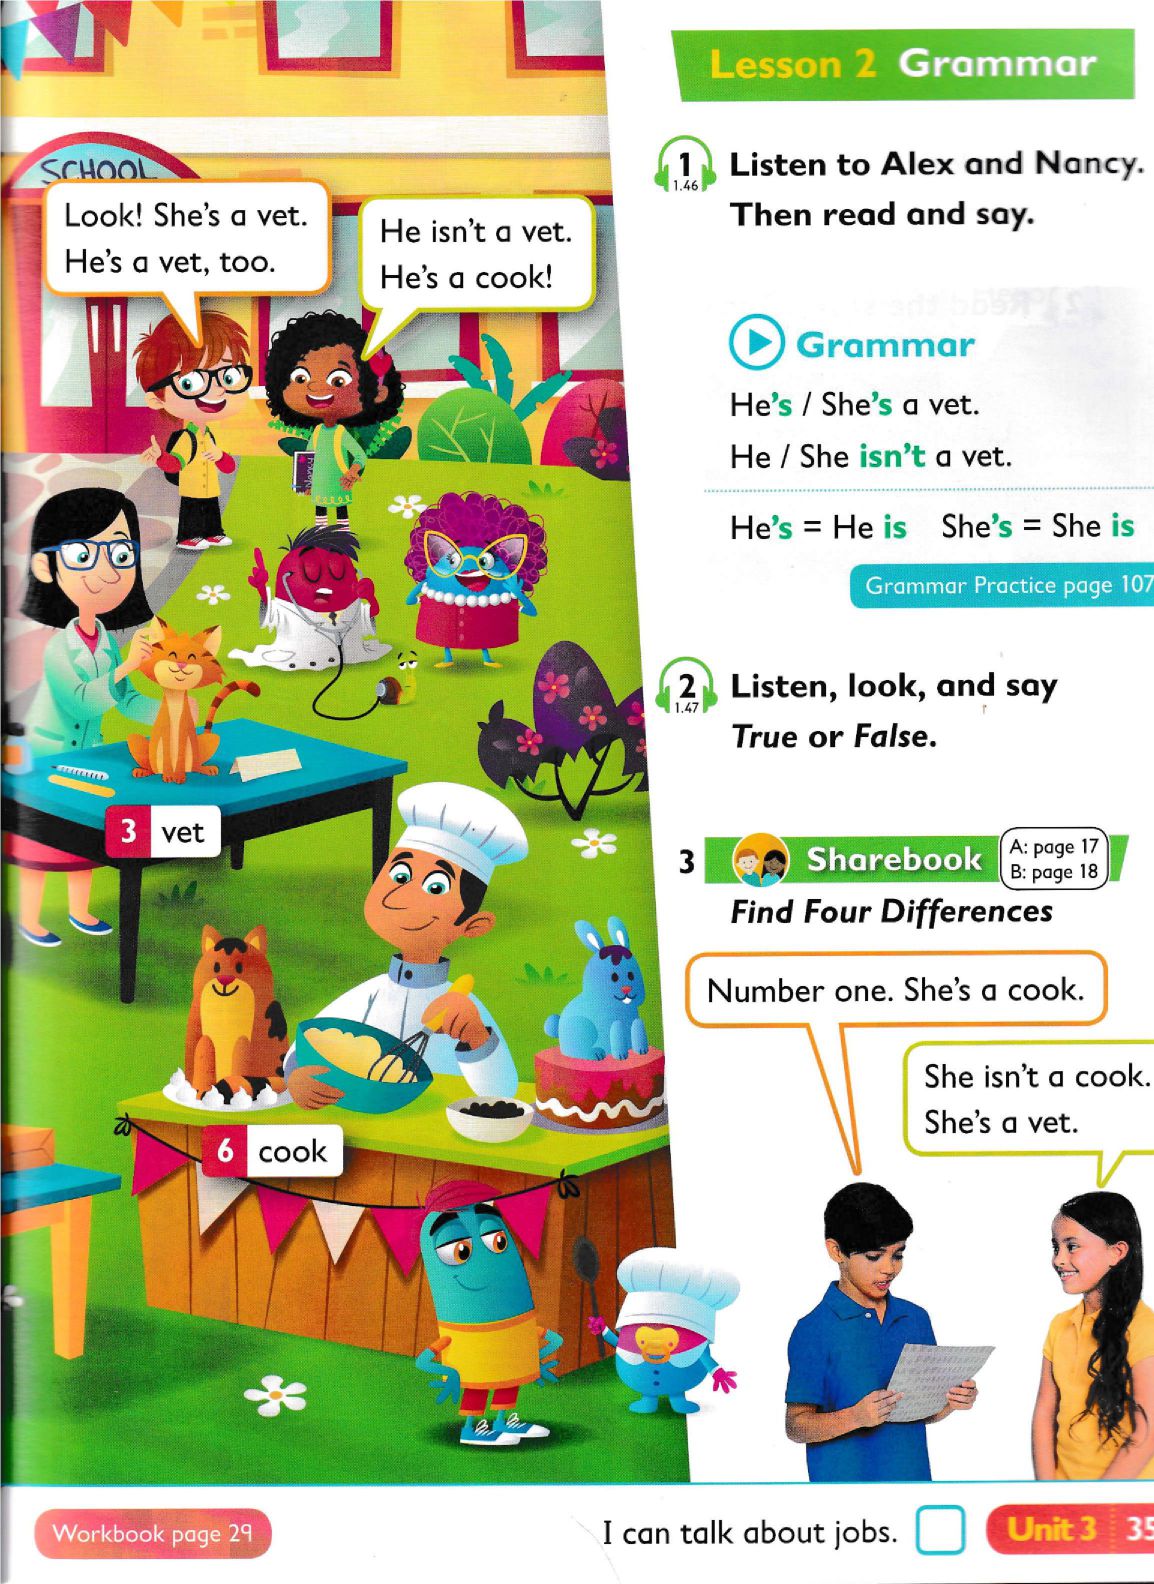 Lesson 2 Grammar
SCHOOL
Look! She's a vet.
He's a vet, too.
He isn't a vet.
He's a cook!
3 vet
6 cook
1
1.46
Listen to Alex and Nancy.
Then read and say.
Grammar
He's / She's a vet.
He / She isn't a vet.
He's = He is She's = She is
Grammar Practice page 107
2
1.47
Listen, look, and say
True or False.
3 Sharebook
A: page 17
B: page 18
Find Four Differences
Number one. She's a cook.
She isn't a cook.
She's a vet.
Workbook page 29
I can talk about jobs.
Unit 3 35